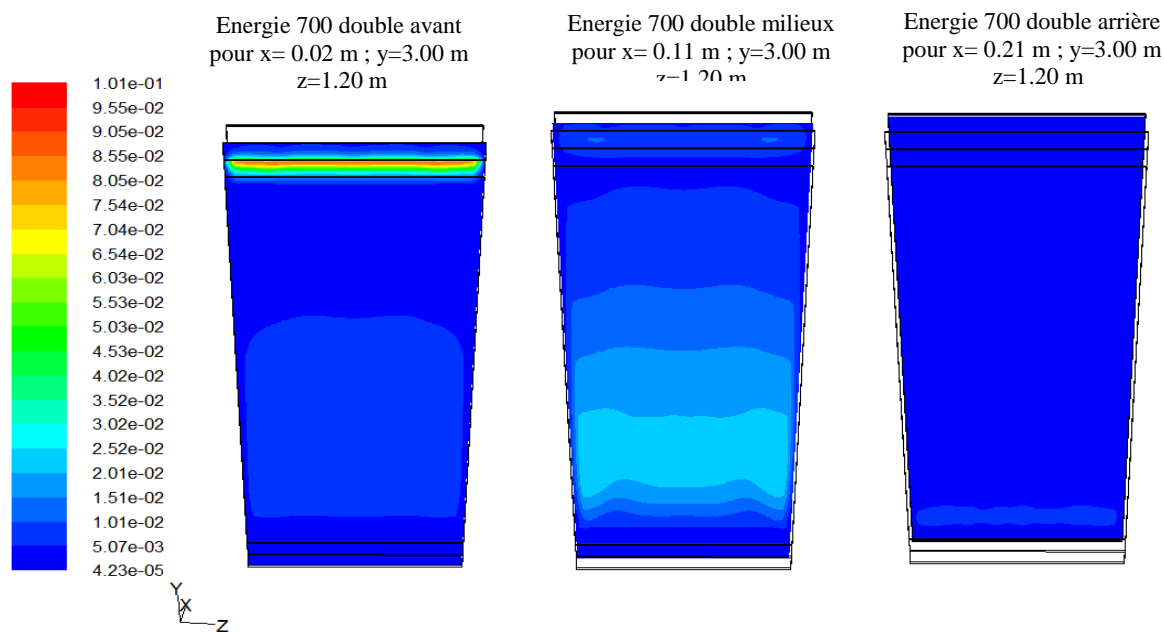 Energie 700 double avant
pour x= 0.02 m ; y=3.00 m
z=1.20 m
Energie 700 double milieux
pour x= 0.11 m ; y=3.00 m
z=1.20 m
Energie 700 double arrière
pour x= 0.21 m ; y=3.00 m
z=1.20 m
1.01e-01
9.55e-02
9.05e-02
8.55e-02
8.05e-02
7.54e-02
7.04e-02
6.54e-02
6.03e-02
5.53e-02
5.03e-02
4.53e-02
4.02e-02
3.52e-02
3.02e-02
2.52e-02
2.01e-02
1.51e-02
1.01e-02
5.07e-03
4.23e-05
Y
X
Z